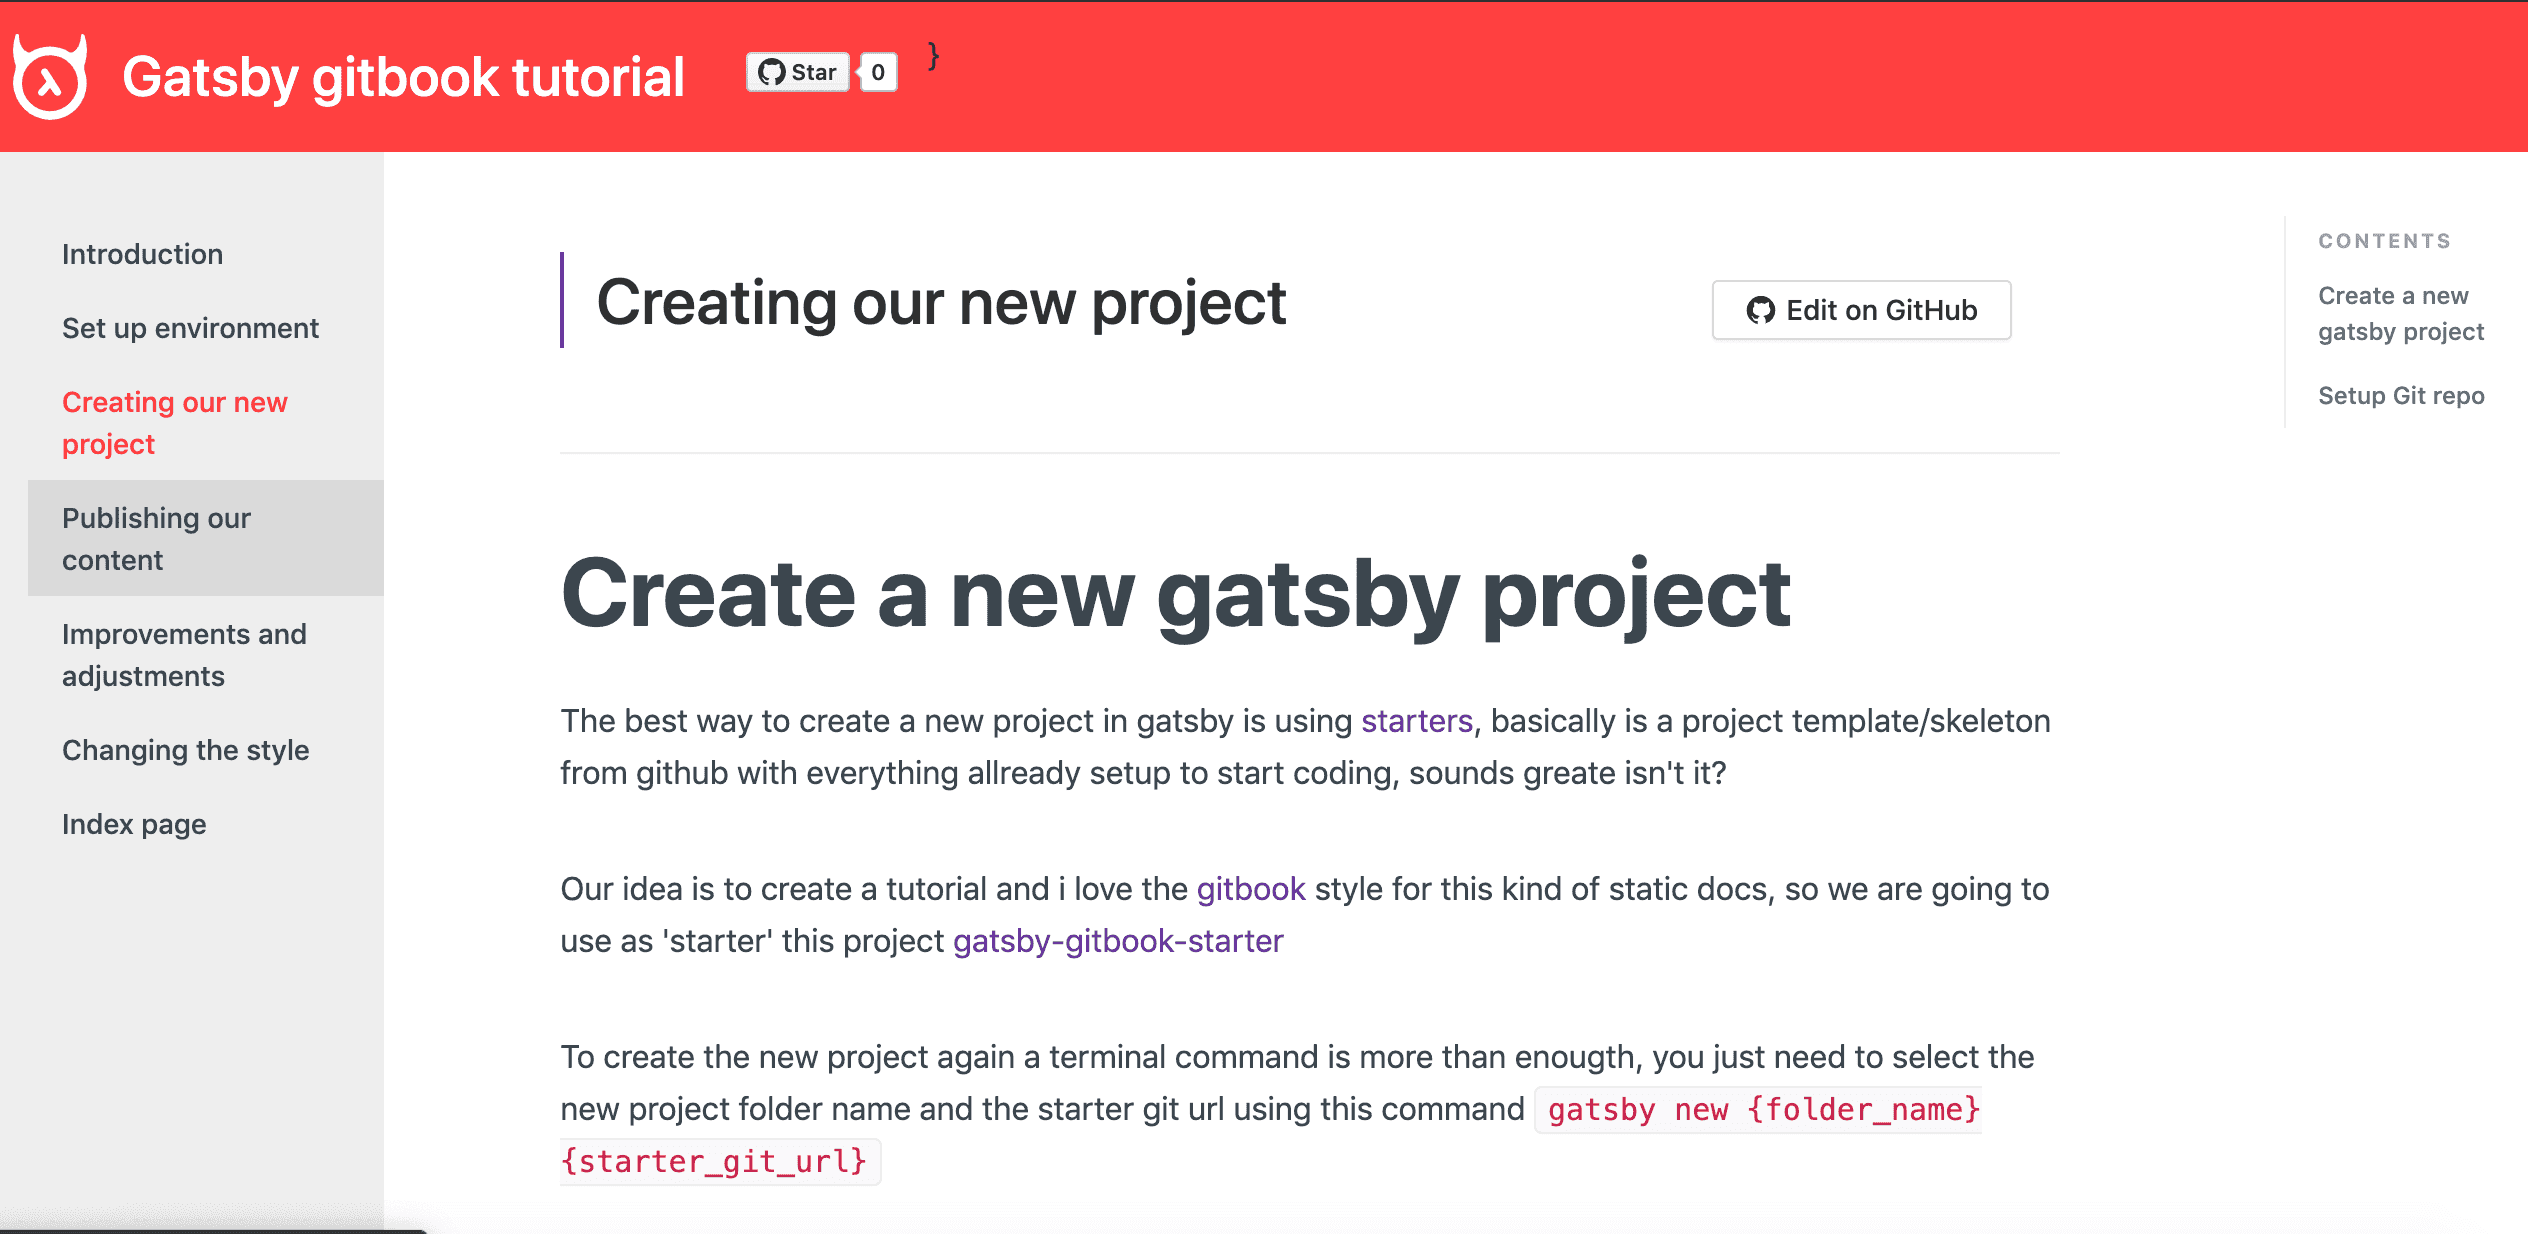 Gatsby gitbook tutorial
Star
0
}
Introduction
Set up environment
Creating our new
project
Publishing our
content
Improvements and
adjustments
Changing the style
Index page
Creating our new project
Edit on GitHub
Create a new gatsby project
The best way to create a new project in gatsby is using starters, basically is a project template/skeleton
from github with everything allready setup to start coding, sounds greate isn't it?
Our idea is to create a tutorial and i love the gitbook style for this kind of static docs, so we are going to
use as 'starter' this project gatsby-gitbook-starter
To create the new project again a terminal command is more than enougth, you just need to select the
new project folder name and the starter git url using this command gatsby new {folder_name}
{starter_git_url}
CONTENTS
Create a new
gatsby project
Setup Git repo